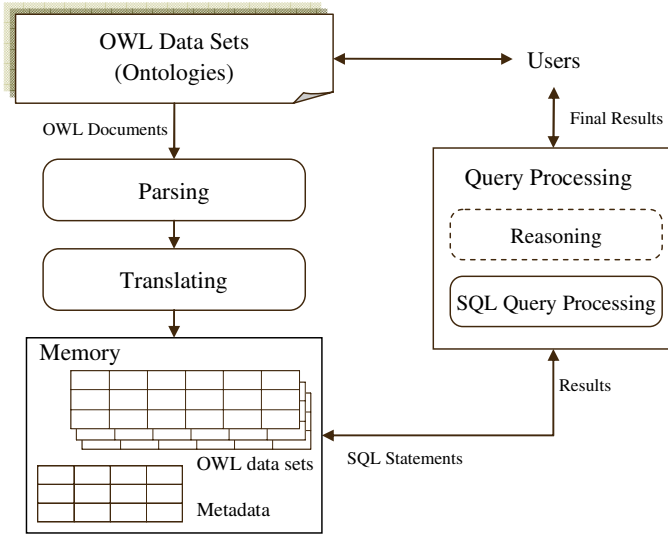 OWL Data Sets
(Ontologies)
Users
OWL Documents
Final Results
Parsing
Query Processing
Reasoning
Translating
SQL Query Processing
Memory
Results
OWL data sets
SQL Statements
Metadata